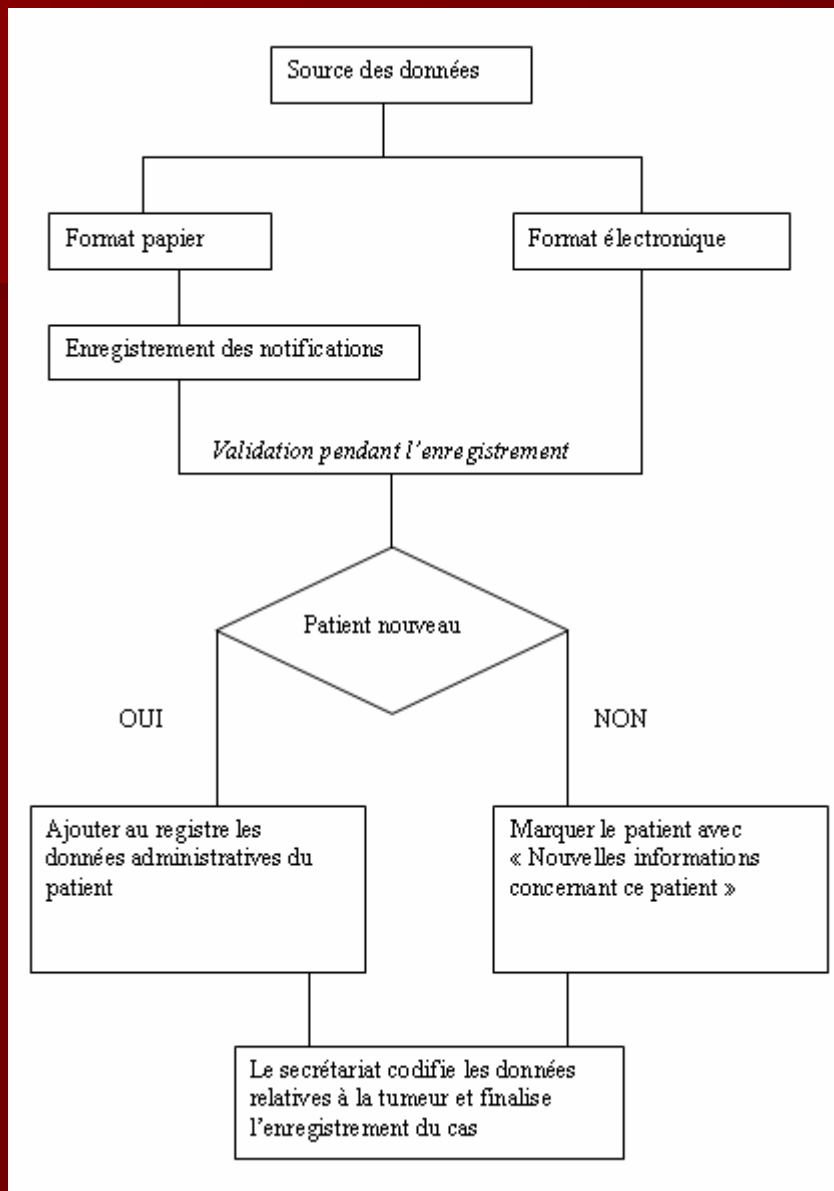 Source des données
Format papier
Format électronique
Enregistrement des notifications
Validation pendant l'enregistrement
Patient nouveau
OUI
NON
Ajouter au registre les
données administratives du
patient
Marquer le patient avec
« Nouvelles informations
concernant ce patient »
Le secrétariat codifie les données
relatives à la tumeur et finalise
l'enregistrement du cas